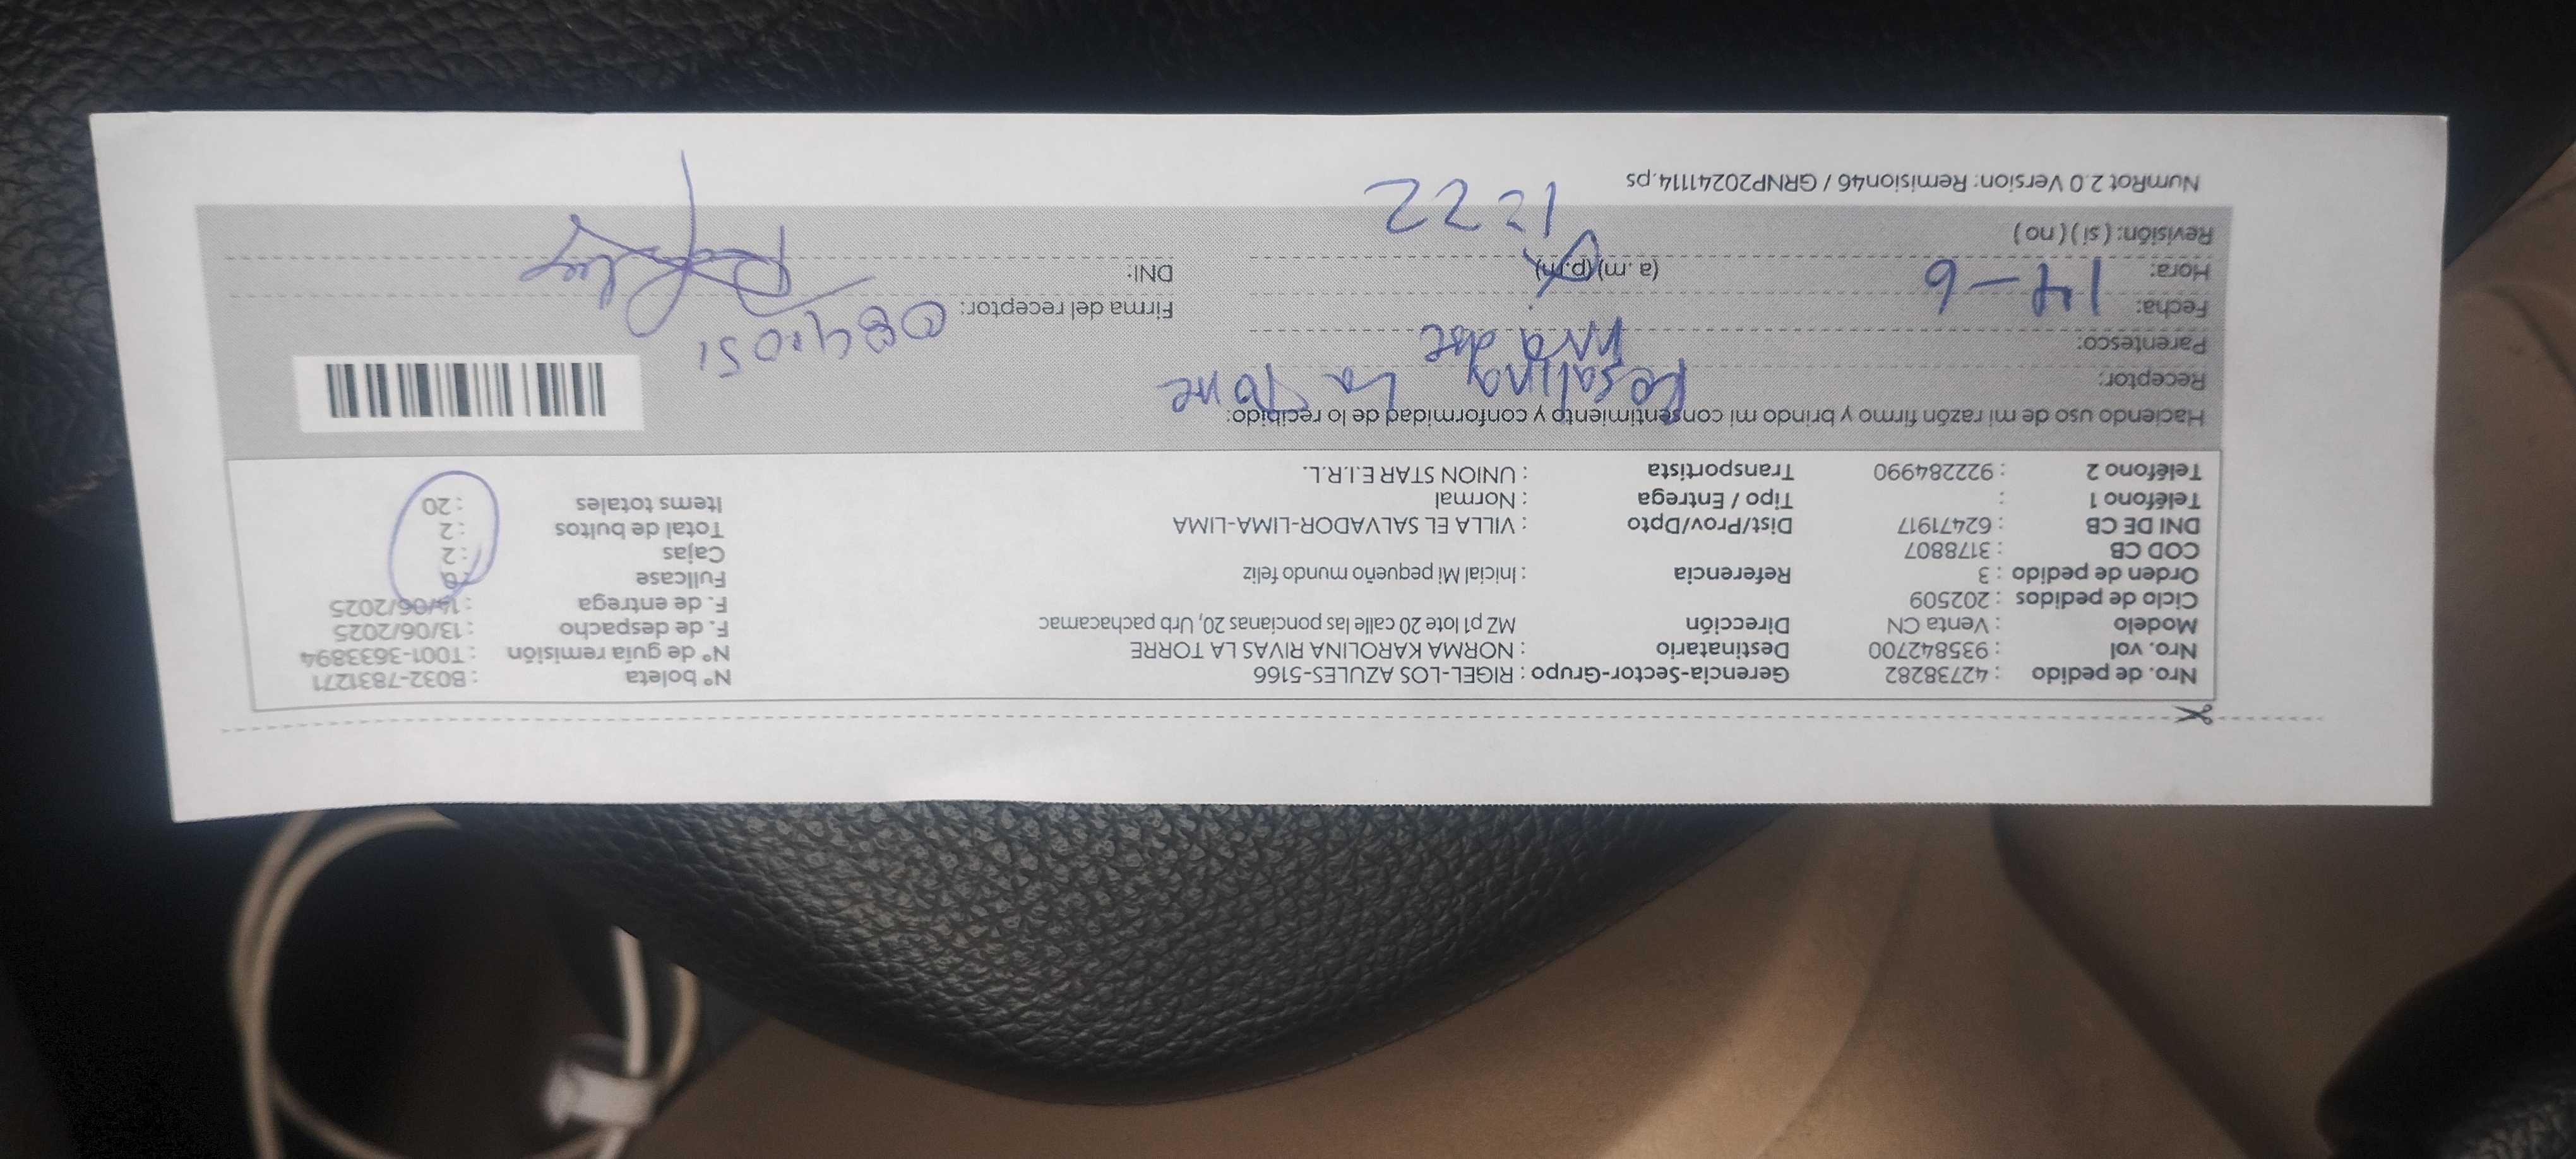 Nro. de pedido : 42738282 Gerencia-Sector-Grupo : RIGEL-LOS AZULES-5166 N° boleta : B032-7831271
Nro. vol : 935842700 Destinatario : NORMA KAROLINA RIVAS LA TORRE N° de guía remisión : T001-3633894
Modelo : Venta CN Dirección MZ p1 lote 20 calle las poncianas 20, Urb pachacamac F. de despacho : 13/06/2025
Ciclo de pedidos : 202509 F. de entrega : 14/06/2025
Orden de pedido : 3 Referencia : Inicial Mi pequeño mundo feliz Fullcase : 0
COD CB : 3178807 Cajas : 2
DNI DE CB : 62471917 Dist/Prov/Dpto : VILLA EL SALVADOR-LIMA-LIMA Total de bultos : 2
Teléfono 1 : Tipo / Entrega : Normal Items totales : 20
Teléfono 2 : 922284990 Transportista : UNION STAR E.I.R.L.
Haciendo uso de mi razón firmo y brindo mi consentimiento y conformidad de lo recibido:
Receptor: Rosalina La Torre
Parentesco: madre
Fecha: 14-6 Firma del receptor:
Hora: (a. m) (p. m) DNI:
Revisión: ( si ) ( no ) 1:22
NumRot 2.0 Version: Remision46 / GRNP20241114.ps